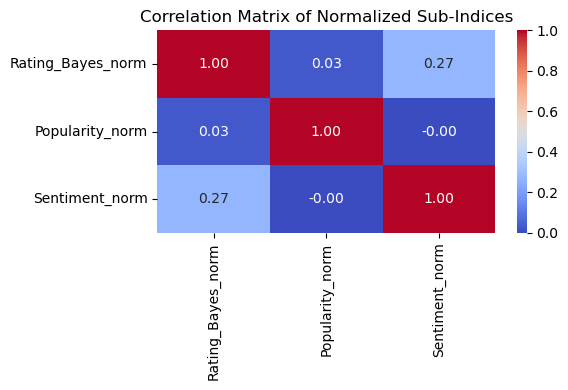 Correlation Matrix of Normalized Sub-Indices
Rating_Bayes_norm 1.00 0.03 0.27
Popularity_norm 0.03 1.00 -0.00
Sentiment_norm 0.27 -0.00 1.00
Rating_Bayes_norm
Popularity_norm
Sentiment_norm
1.0
0.8
0.6
0.4
0.2
0.0